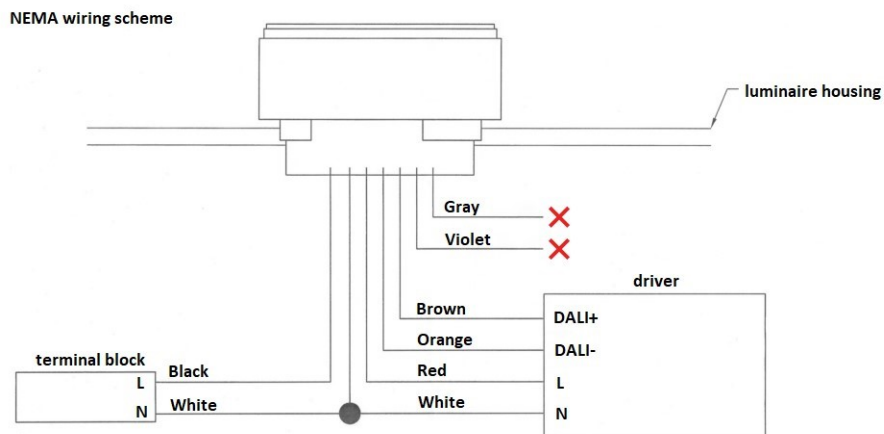 NEMA wiring scheme
luminaire housing
Gray
Violet
driver
Brown
DALI+
Orange
DALI-
terminal block
L
Black
Red
L
N
White
White
N